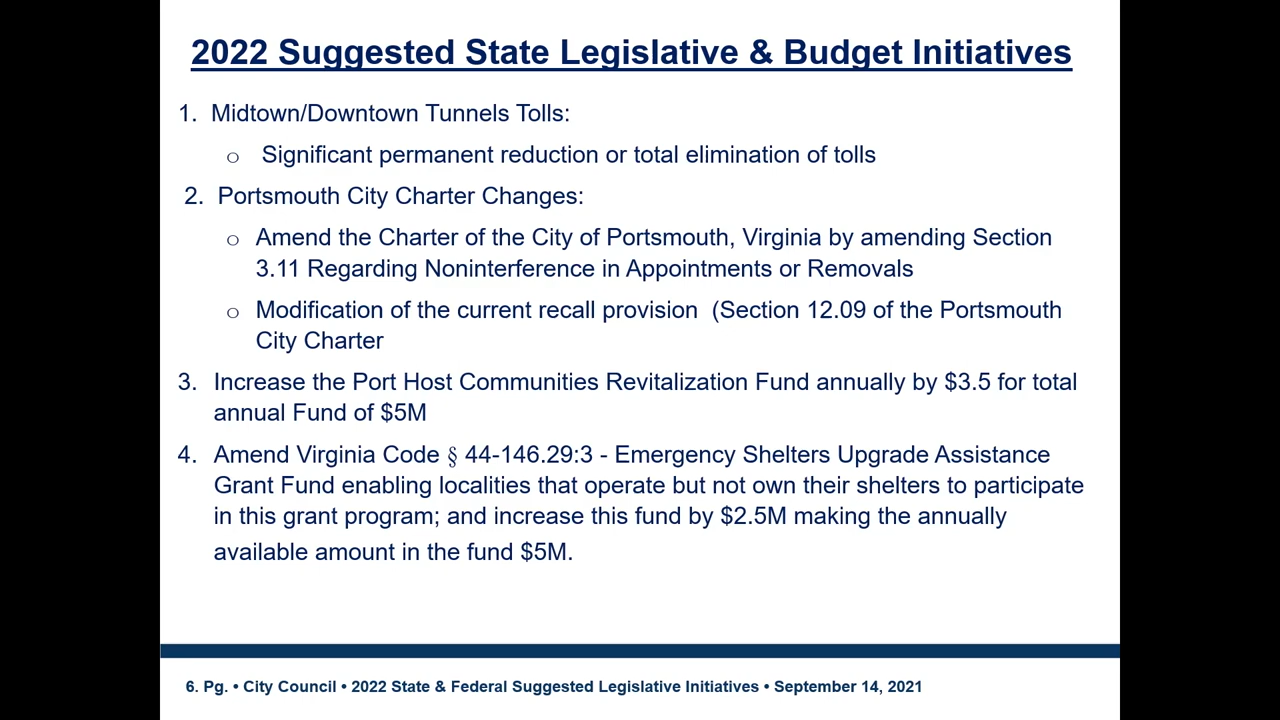 2022 Suggested State Legislative & Budget Initiatives
1. Midtown/Downtown Tunnels Tolls:
○ Significant permanent reduction or total elimination of tolls
2. Portsmouth City Charter Changes:
○ Amend the Charter of the City of Portsmouth, Virginia by amending Section
3.11 Regarding Noninterference in Appointments or Removals
○ Modification of the current recall provision (Section 12.09 of the Portsmouth
City Charter
3. Increase the Port Host Communities Revitalization Fund annually by $3.5 for total
annual Fund of $5M
4. Amend Virginia Code § 44-146.29:3 - Emergency Shelters Upgrade Assistance
Grant Fund enabling localities that operate but not own their shelters to participate
in this grant program; and increase this fund by $2.5M making the annually
available amount in the fund $5M.
6. Pg. • City Council • 2022 State & Federal Suggested Legislative Initiatives • September 14, 2021